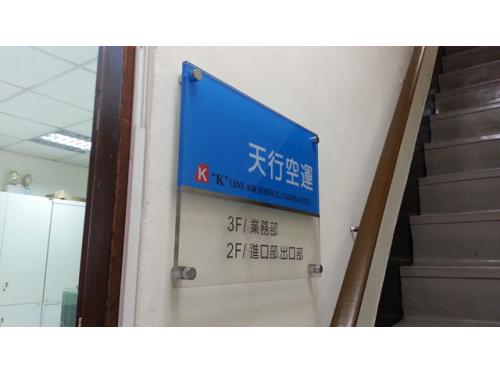 天行空運
K "K" LINE AIR SERVICE (TAIWAN) LTD.
3F/業務部
2F/進口部.出口部